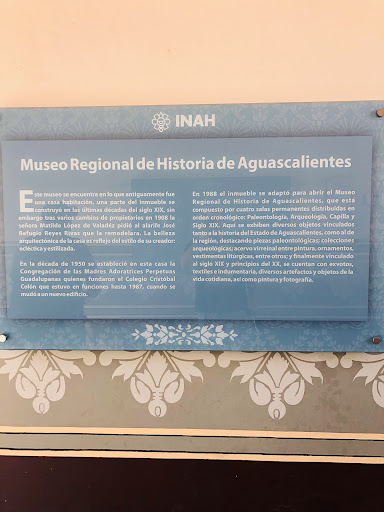 INAH
Museo Regional de Historia de Aguascalientes
Este museo se encuentra en lo que antiguamente fue
una casa habitación, una parte del inmueble se
construyó en las últimas décadas del siglo XIX, sin
embargo tras varios cambios de propietarios en 1908 la
señora Matilde López de Valadéz pidió al alarife José
Refugio Reyes Rivas que la remodelara. La belleza
arquitectónica de la casa es reflejo del estilo de su creador:
ecléctica y estilizada.
En la década de 1950 se estableció en esta casa la
Congregación de las Madres Adoratrices Perpetuas
Guadalupanas quienes fundaron el Colegio Cristóbal
Colón que estuvo en funciones hasta 1987, cuando se
mudó a un nuevo edificio.
En 1988 el inmueble se adaptó para abrir el Museo
Regional de Historia de Aguascalientes, que está
compuesto por cuatro salas permanentes distribuidos en
orden cronológico: Paleontología, Arqueología, Capilla y
Siglo XIX. Aquí se exhiben diversos objetos vinculados
tanto a la historia del Estado de Aguascalientes, como al de
la región, destacando piezas paleontológicas; colecciones
arqueológicas; acervo virreinal entre pintura, ornamentos,
vestimentas litúrgicas, entre otros; y finalmente vinculado
al siglo XIX y principios del XX, se cuentan con exvotos,
textiles e indumentaria, diversos artefactos y objetos de la
vida cotidiana, así como pintura y fotografía.